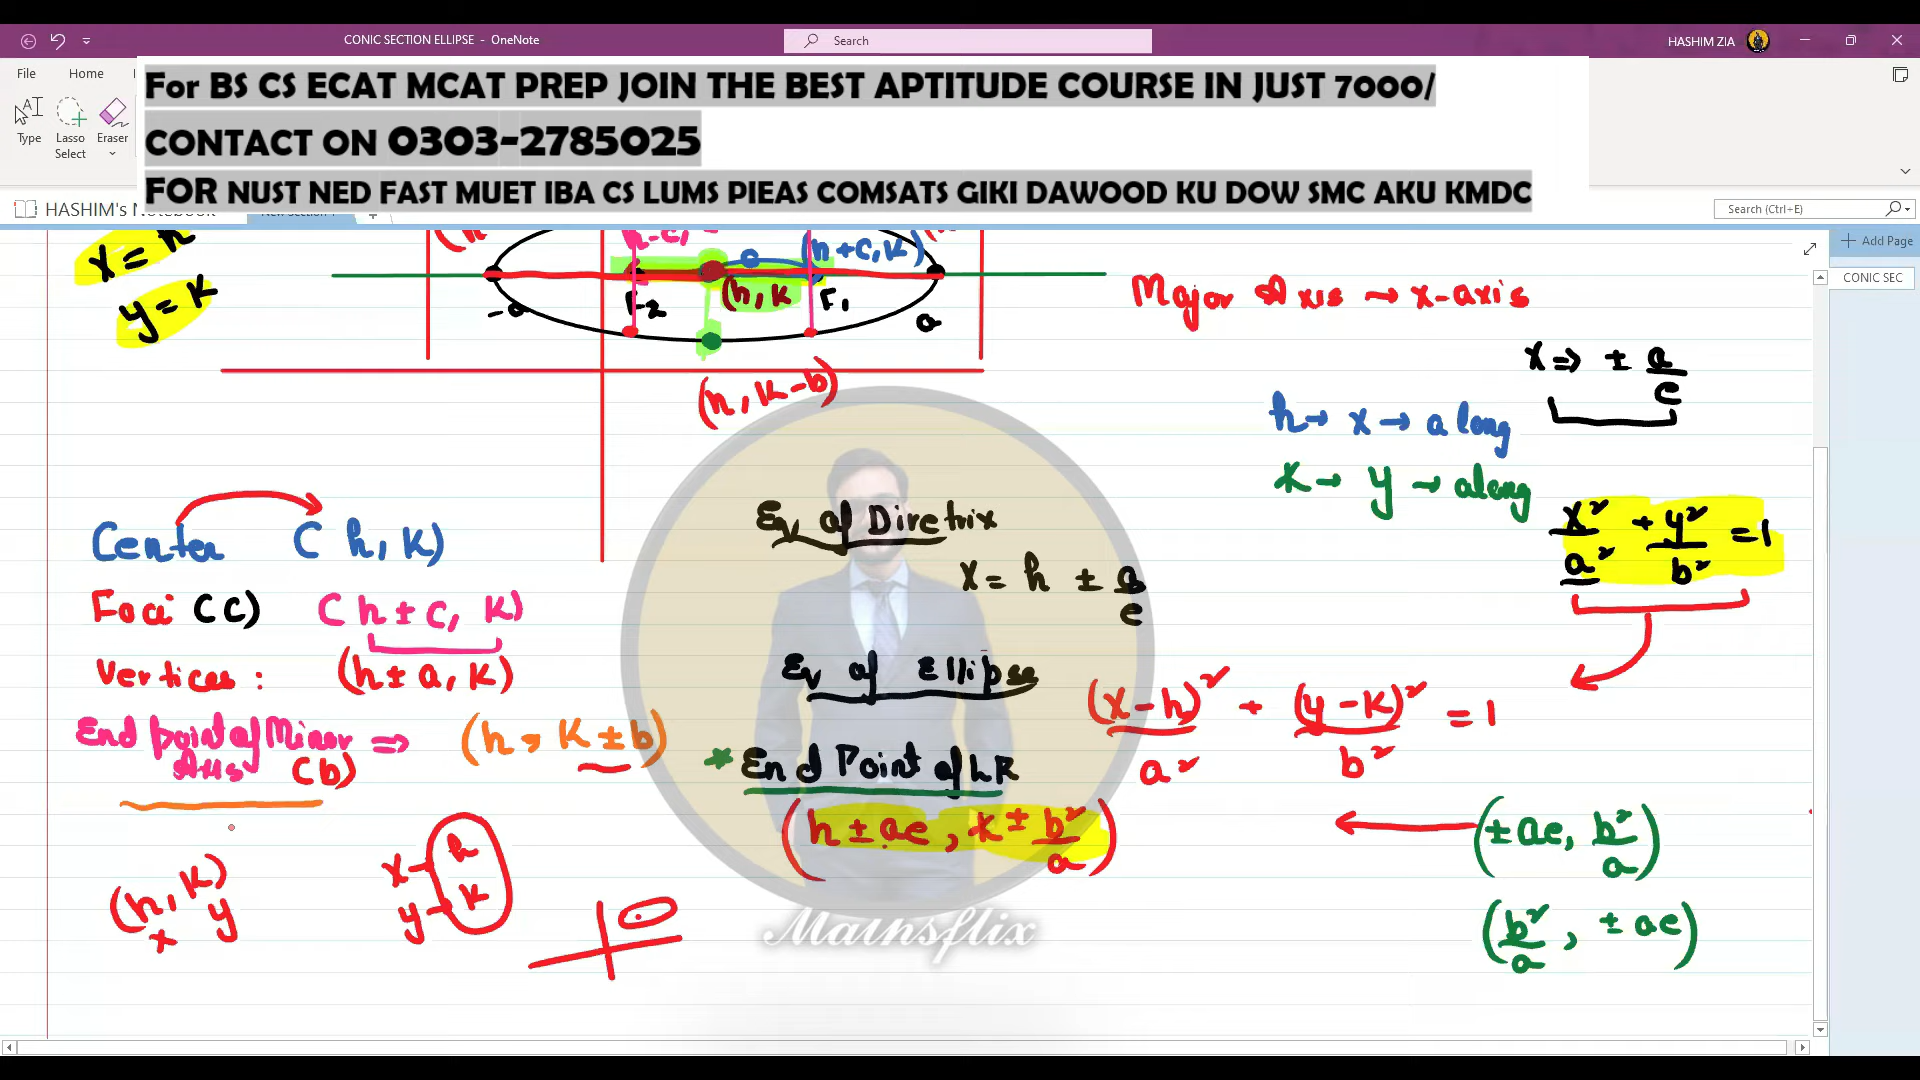 CONIC SECTION ELLIPSE - OneNote
Search
HASHIM ZIA
File
Home
Type
Lasso Select
Eraser
For BS CS ECAT MCAT PREP JOIN THE BEST APTITUDE COURSE IN JUST 7000/
CONTACT ON 0303-2785025
FOR NUST NED FAST MUET IBA CS LUMS PIEAS COMSATS GIKI DAWOOD KU DOW SMC AKU KMDC
HASHIM's Notebook
Search (Ctrl+E)
Add Page
CONIC SEC
x = h
y = k
(h+c, k)
(h, k
F2
F1
-a
a
(h, k-b)
Major Axis → x-axis
x ⇒ ± a/e
h → x → along
k → y → along
x²/a² + y²/b² = 1
Center C h, k)
Foci (c) (h ± c, k)
Vertices : (h ± a, k)
End point of Minor Axis (b) ⇒ (h, k ± b)
(h, k)
x y
x → h
y → k
Eq of Diretrix
x = h ± a/e
Eq of Ellipse
(x-h)²/a² + (y-k)²/b² = 1
End Point of LR
(h ± ae, k ± b²/a)
(± ae, b²/a)
(b²/a, ± ae)
Mainsflix